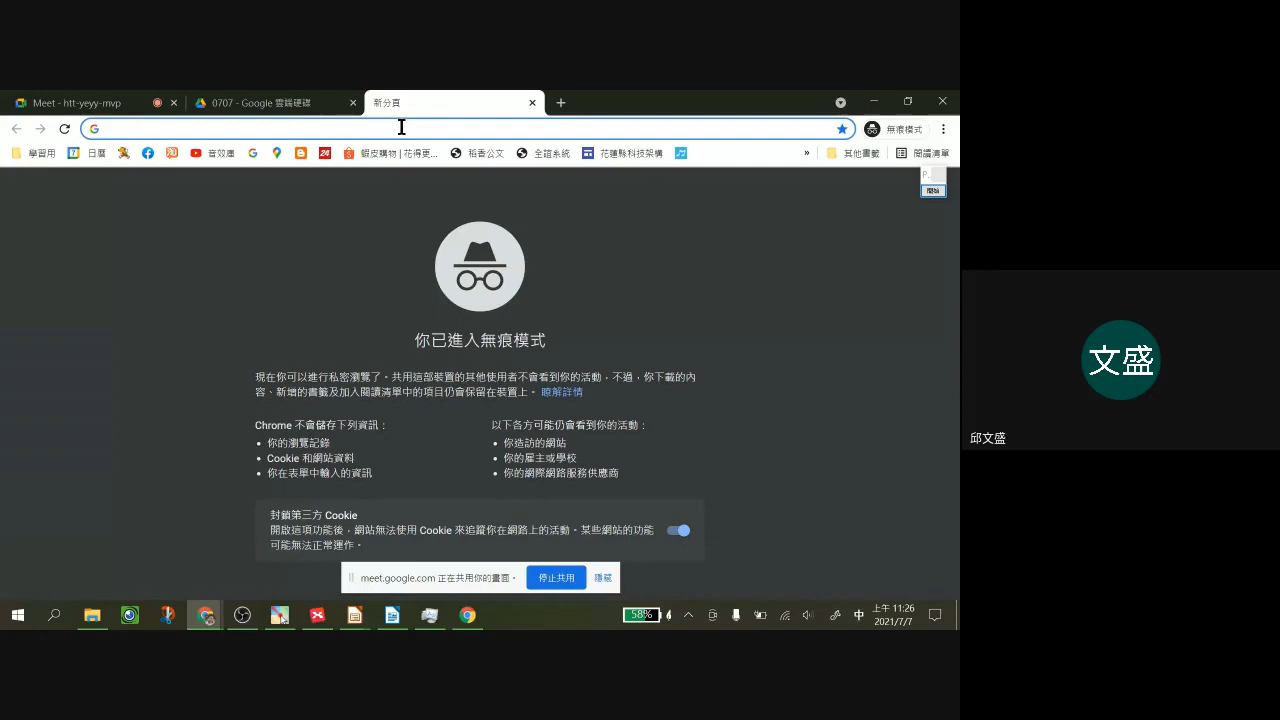 Meet - htt-yeyy-mvp
0707 - Google 雲端硬碟
新分頁
無痕模式
學習用
日曆
音效庫
24
蝦皮購物 | 花得更...
稻香公文
全誼系統
花蓮縣科技架構
»
其他書籤
閱讀清單
P.
開始
你已進入無痕模式
現在你可以進行私密瀏覽了。共用這部裝置的其他使用者不會看到你的活動，不過，你下載的內
容、新增的書籤及加入閱讀清單中的項目仍會保留在裝置上。 瞭解詳情
Chrome 不會儲存下列資訊：
• 你的瀏覽記錄
• Cookie 和網站資料
• 你在表單中輸入的資訊
以下各方可能仍會看到你的活動：
• 你造訪的網站
• 你的雇主或學校
• 你的網際網路服務供應商
封鎖第三方 Cookie
開啟這項功能後，網站無法使用 Cookie 來追蹤你在網路上的活動。某些網站的功能
可能無法正常運作。
meet.google.com 正在共用你的畫面。
停止共用
隱藏
58%
中
上午 11:26
2021/7/7
文盛
邱文盛